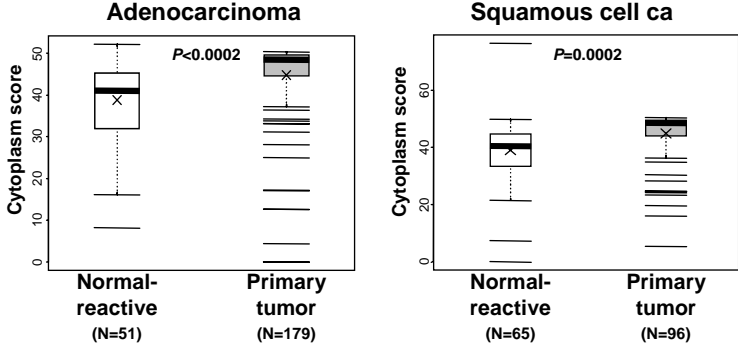 Adenocarcinoma
Cytoplasm score
50
40
30
20
10
0
P<0.0002
Normal-
reactive
(N=51)
Primary
tumor
(N=179)
Squamous cell ca
Cytoplasm score
60
40
20
0
P=0.0002
Normal-
reactive
(N=65)
Primary
tumor
(N=96)